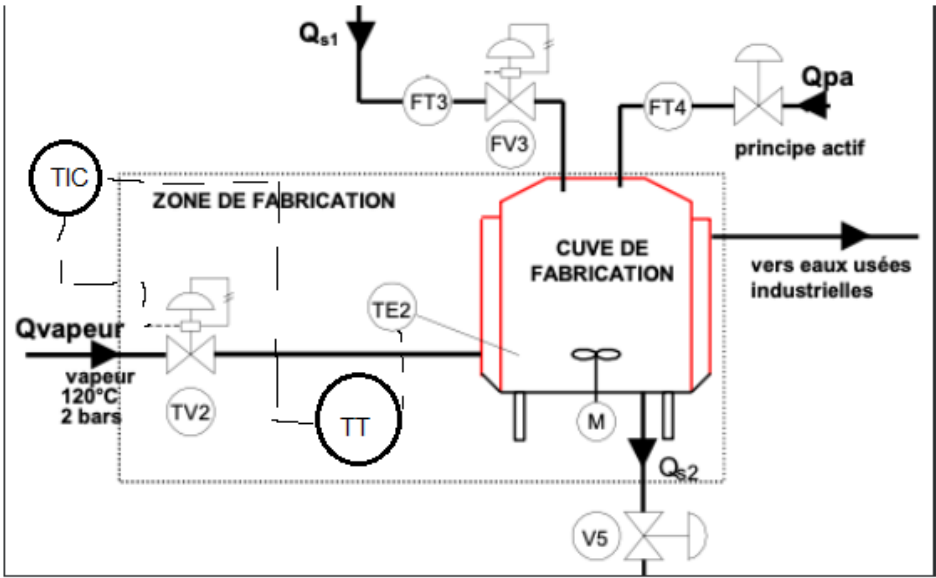 Qs1
FT3
FV3
FT4
Qpa
principe actif
TIC
ZONE DE FABRICATION
CUVE DE
FABRICATION
vers eaux usées
industrielles
TE2
Qvapeur
vapeur
120°C
2 bars
TV2
TT
M
Qs2
V5